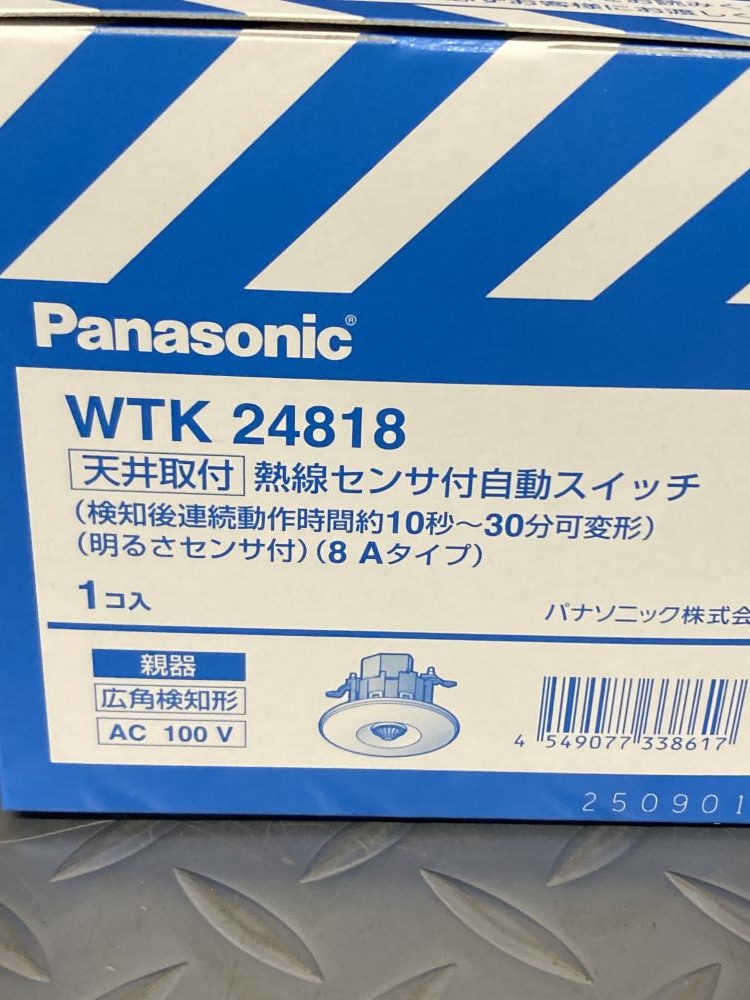 Panasonic®
WTK 24818
天井取付 熱線センサ付自動スイッチ
(検知後連続動作時間約10秒～30分可変形)
(明るさセンサ付)(8 Aタイプ)
1コ入
パナソニック株式会
親器
広角検知形
AC 100 V
4 549077 338617
250901